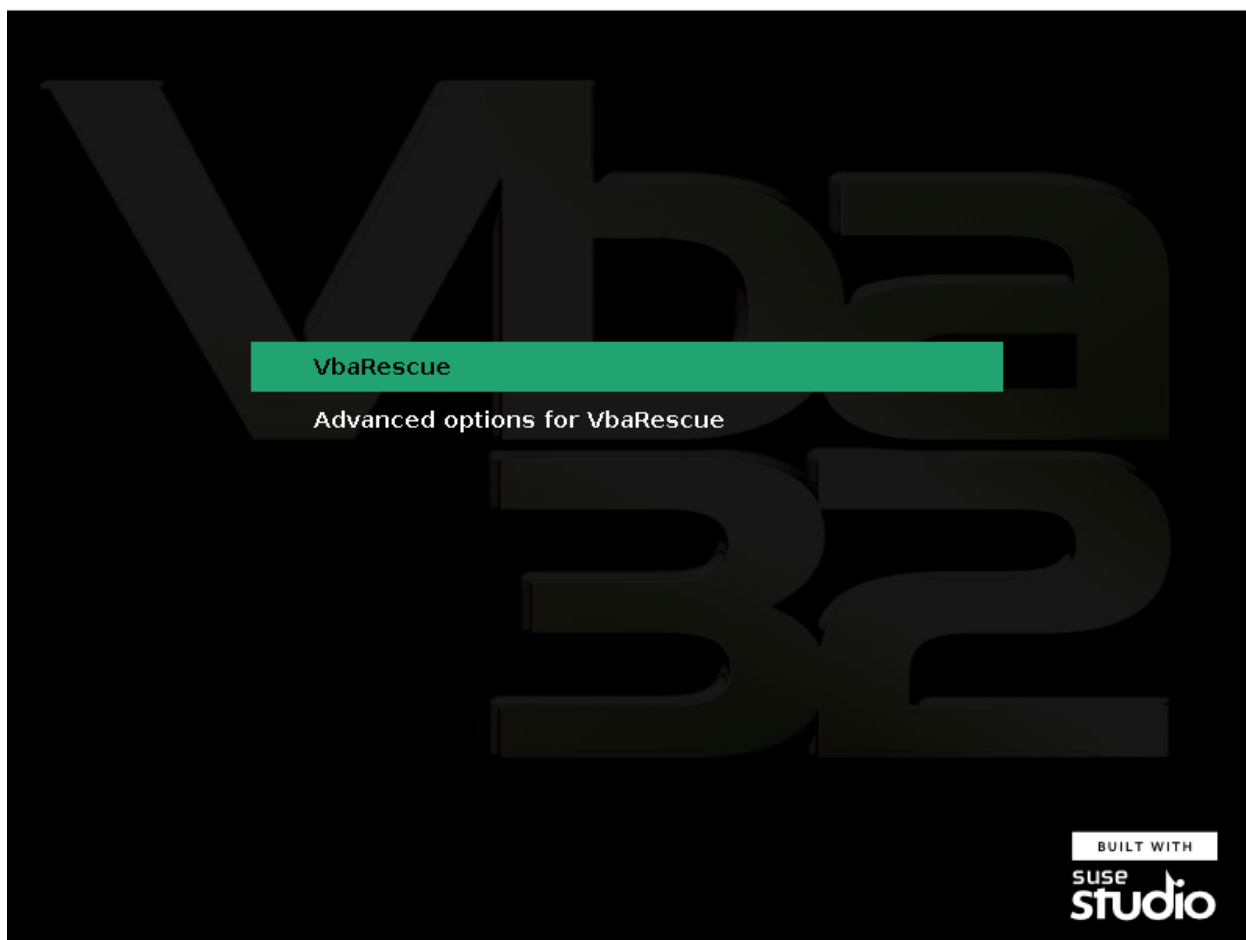 Vba
32
VbaRescue
Advanced options for VbaRescue
BUILT WITH
suse
studio